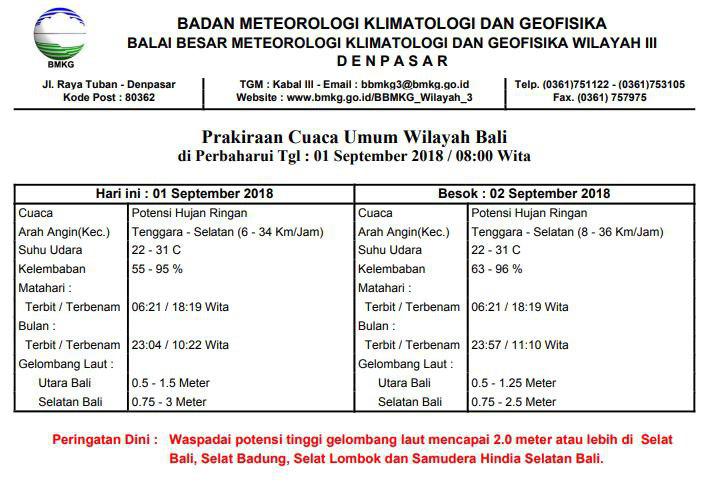 BMKG
BADAN METEOROLOGI KLIMATOLOGI DAN GEOFISIKA
BALAI BESAR METEOROLOGI KLIMATOLOGI DAN GEOFISIKA WILAYAH III
DENPASAR
Jl. Raya Tuban - Denpasar
Kode Post : 80362
TGM : Kabal III - Email : bbmkg3@bmkg.go.id
Website : www.bmkg.go.id/BBMKG_Wilayah_3
Telp. (0361)751122 - (0361)753105
Fax. (0361) 757975
Prakiraan Cuaca Umum Wilayah Bali
di Perbaharui Tgl : 01 September 2018 / 08:00 Wita
Hari ini : 01 September 2018
Cuaca Potensi Hujan Ringan
Arah Angin(Kec.) Tenggara - Selatan (6 - 34 Km/Jam)
Suhu Udara 22 - 31 C
Kelembaban 55 - 95 %
Matahari :
Terbit / Terbenam 06:21 / 18:19 Wita
Bulan :
Terbit / Terbenam 23:04 / 10:22 Wita
Gelombang Laut :
Utara Bali 0.5 - 1.5 Meter
Selatan Bali 0.75 - 3 Meter
Besok : 02 September 2018
Cuaca Potensi Hujan Ringan
Arah Angin(Kec.) Tenggara - Selatan (8 - 36 Km/Jam)
Suhu Udara 22 - 31 C
Kelembaban 63 - 96 %
Matahari :
Terbit / Terbenam 06:21 / 18:19 Wita
Bulan :
Terbit / Terbenam 23:57 / 11:10 Wita
Gelombang Laut :
Utara Bali 0.5 - 1.25 Meter
Selatan Bali 0.75 - 2.5 Meter
Peringatan Dini : Waspadai potensi tinggi gelombang laut mencapai 2.0 meter atau lebih di Selat
Bali, Selat Badung, Selat Lombok dan Samudera Hindia Selatan Bali.